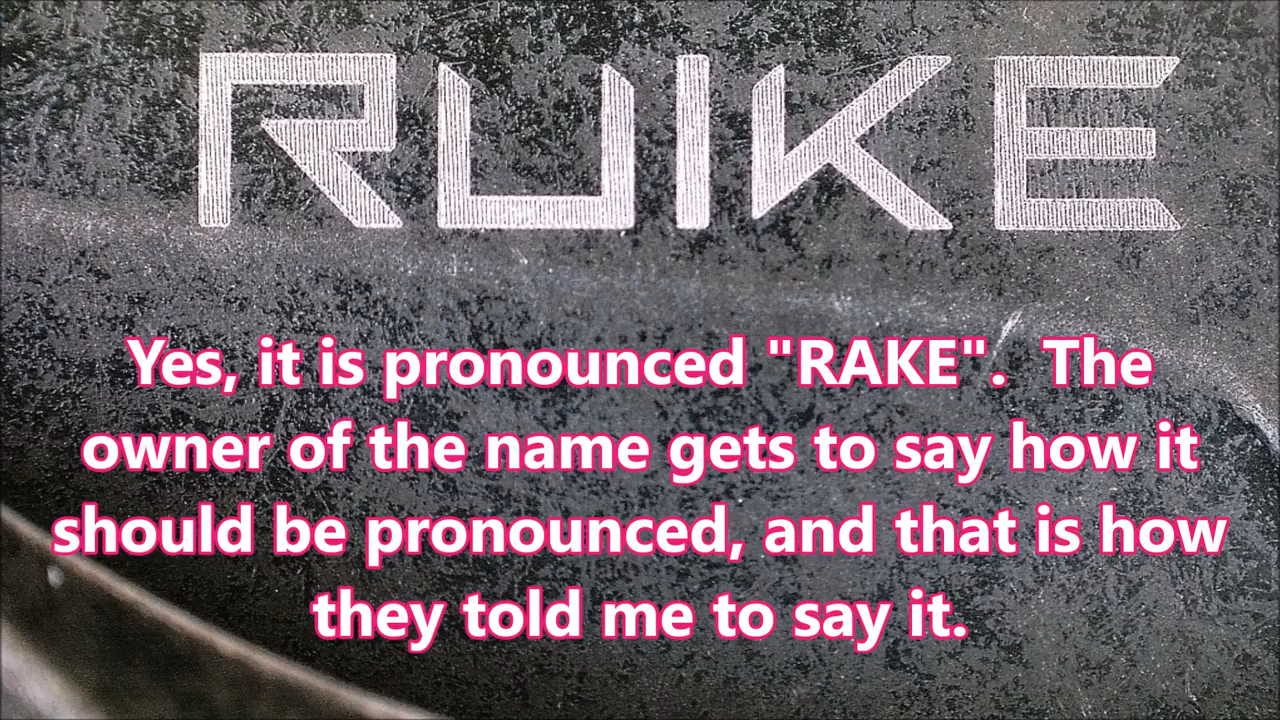 RUIKE
Yes, it is pronounced "RAKE".  The
owner of the name gets to say how it
should be pronounced, and that is how
they told me to say it.